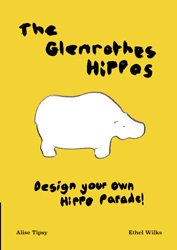 The
Glenrothes
Hippos
Design your own
Hippo Parade!
Alise Tipsy
Ethel Wilks